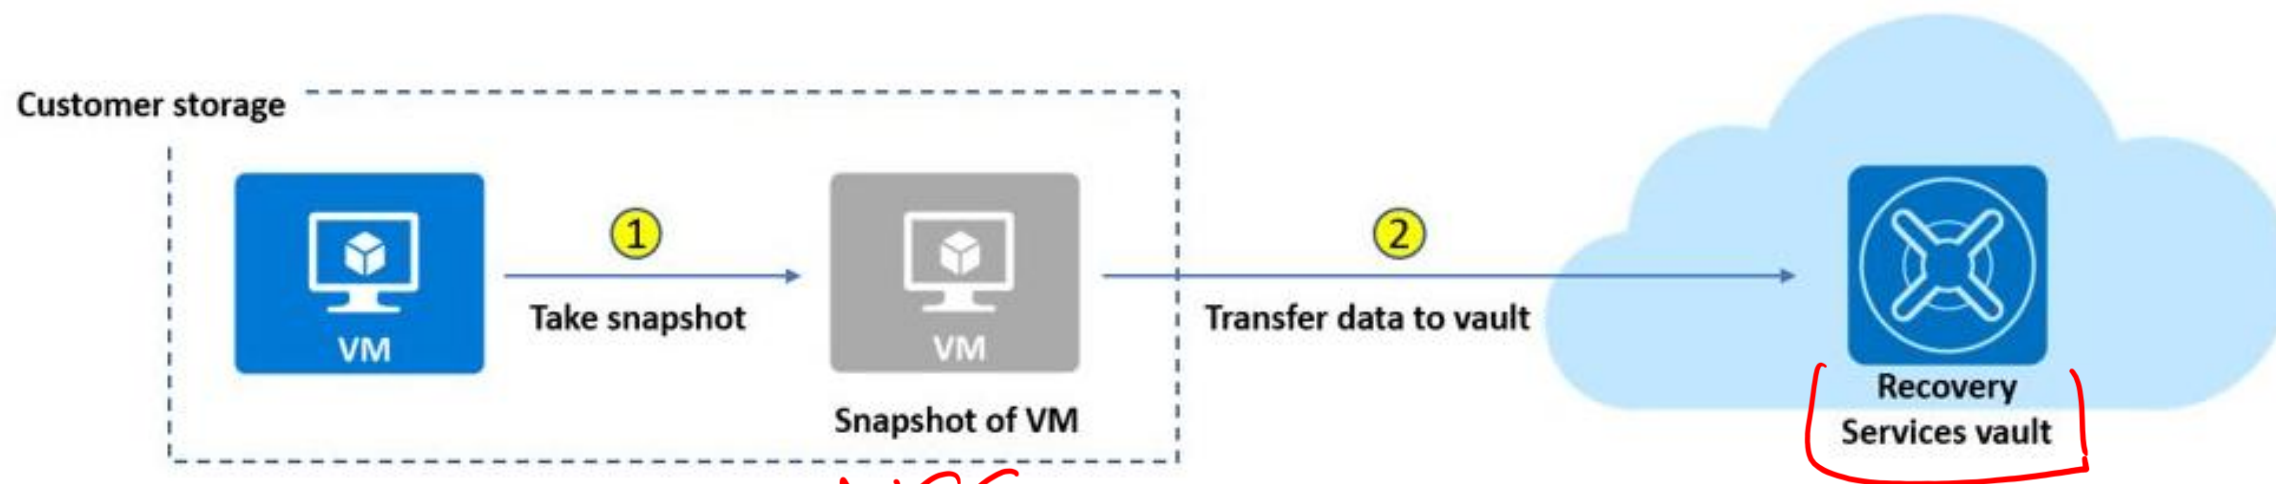 Customer storage
1
2
Take snapshot
Transfer data to vault
VM
VM
Snapshot of VM
Recovery
Services vault